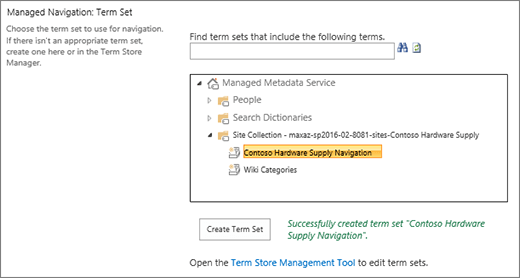 Managed Navigation: Term Set
Choose the term set to use for navigation.
If there isn't an appropriate term set,
create one here or in the Term Store
Manager.
Find term sets that include the following terms.
Managed Metadata Service
People
Search Dictionaries
Site Collection - maxaz-sp2016-02-8081-sites-Contoso Hardware Supply
Contoso Hardware Supply Navigation
Wiki Categories
Create Term Set
Successfully created term set "Contoso Hardware
Supply Navigation".
Open the Term Store Management Tool to edit term sets.